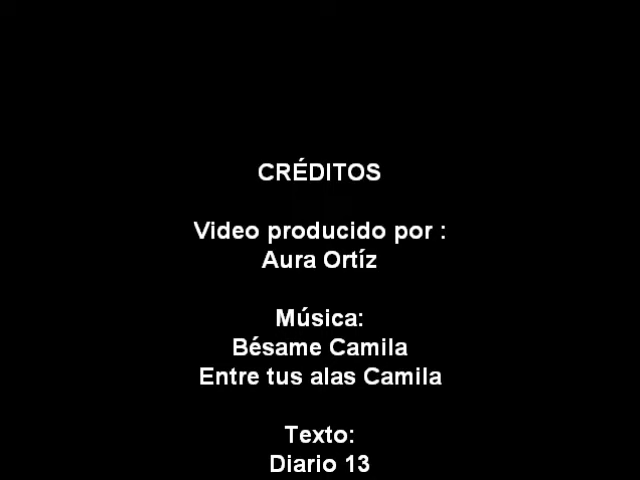 CRÉDITOS
Video producido por :
Aura Ortíz
Música:
Bésame Camila
Entre tus alas Camila
Texto:
Diario 13